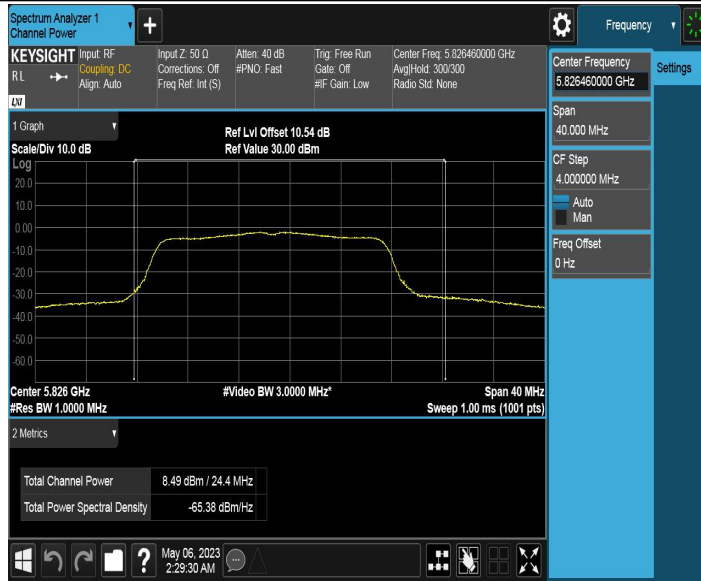 Spectrum Analyzer 1
Channel Power
+
Frequency
KEYSIGHT
RL
LXI
Input: RF
Coupling: DC
Align: Auto
Input Z: 50 Ω
Corrections: Off
Freq Ref: Int (S)
Atten: 40 dB
#PNO: Fast
Trig: Free Run
Gate: Off
#IF Gain: Low
Center Freq: 5.826460000 GHz
Avg|Hold: 300/300
Radio Std: None
Center Frequency
5.826460000 GHz
Settings
Span
40.000 MHz
CF Step
4.000000 MHz
Auto
Man
Freq Offset
0 Hz
1 Graph
Scale/Div 10.0 dB
Ref Lvl Offset 10.54 dB
Ref Value 30.00 dBm
Log
20.0
10.0
0.00
-10.0
-20.0
-30.0
-40.0
-50.0
-60.0
Center 5.826 GHz
#Video BW 3.0000 MHz*
Span 40 MHz
#Res BW 1.0000 MHz
Sweep 1.00 ms (1001 pts)
2 Metrics
Total Channel Power 8.49 dBm / 24.4 MHz
Total Power Spectral Density -65.38 dBm/Hz
?
May 06, 2023
2:29:30 AM